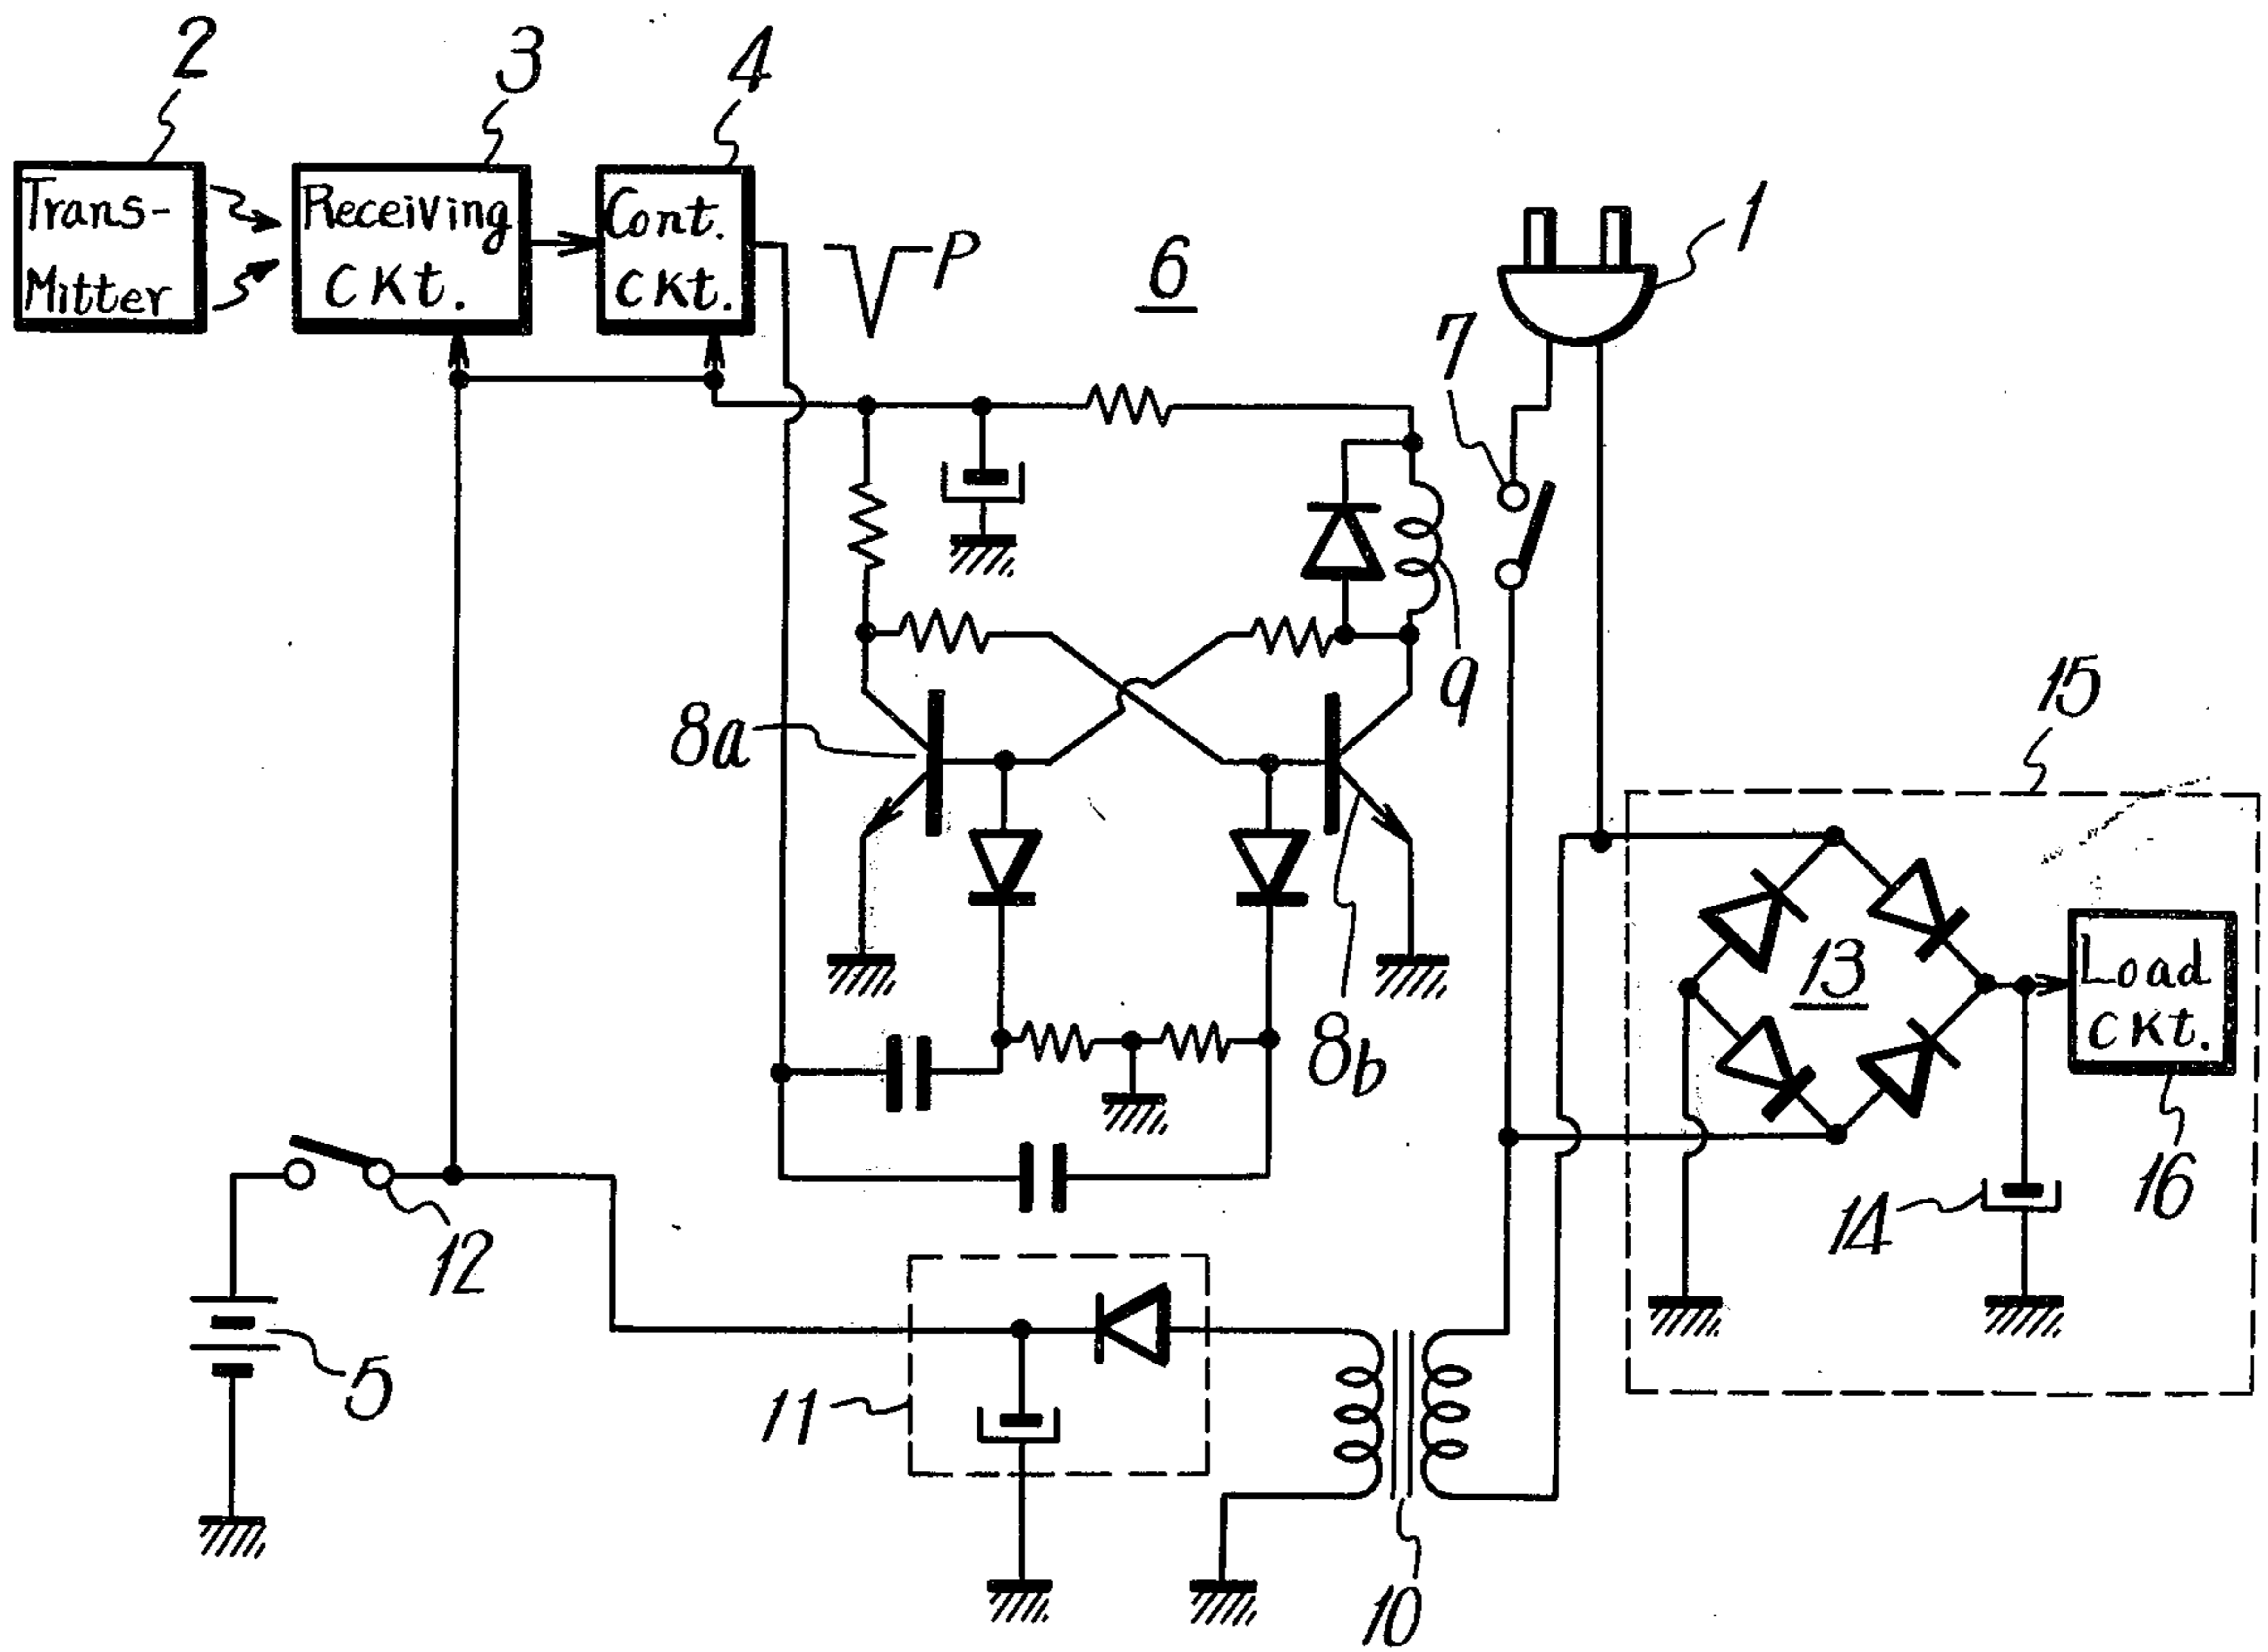 2
3
4
Trans-
Mitter
Receiving
CKt.
Cont.
CKt.
P
6
1
7
9
8a
8b
15
13
Load
CKt.
16
14
12
5
11
10